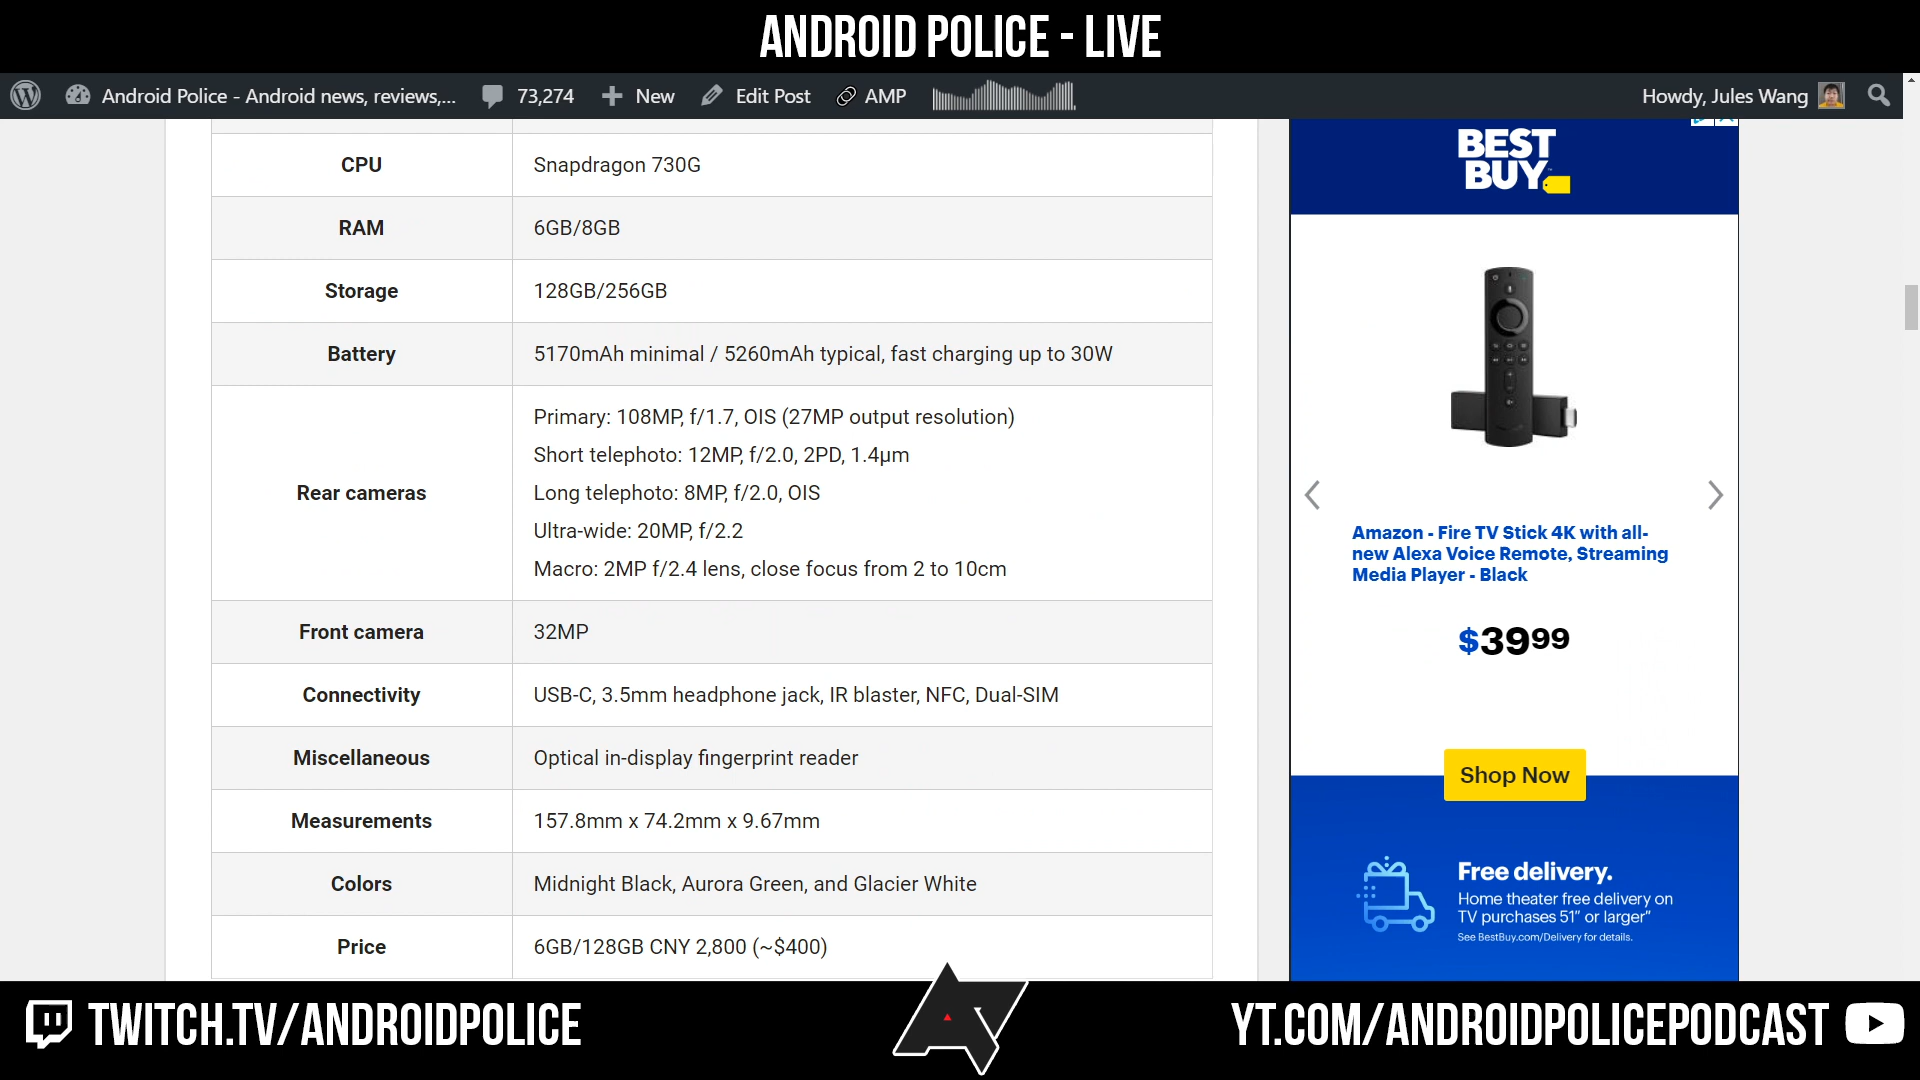 ANDROID POLICE - LIVE
Android Police - Android news, reviews,... 73,274 New Edit Post AMP Howdy, Jules Wang
CPU Snapdragon 730G
RAM 6GB/8GB
Storage 128GB/256GB
Battery 5170mAh minimal / 5260mAh typical, fast charging up to 30W
Rear cameras
Primary: 108MP, f/1.7, OIS (27MP output resolution)
Short telephoto: 12MP, f/2.0, 2PD, 1.4μm
Long telephoto: 8MP, f/2.0, OIS
Ultra-wide: 20MP, f/2.2
Macro: 2MP f/2.4 lens, close focus from 2 to 10cm
Front camera 32MP
Connectivity USB-C, 3.5mm headphone jack, IR blaster, NFC, Dual-SIM
Miscellaneous Optical in-display fingerprint reader
Measurements 157.8mm x 74.2mm x 9.67mm
Colors Midnight Black, Aurora Green, and Glacier White
Price 6GB/128GB CNY 2,800 (~$400)
BEST
BUY
Amazon - Fire TV Stick 4K with all-
new Alexa Voice Remote, Streaming
Media Player - Black
$3999
Shop Now
Free delivery.
Home theater free delivery on
TV purchases 51" or larger"
See BestBuy.com/Delivery for details.
TWITCH.TV/ANDROIDPOLICE
YT.COM/ANDROIDPOLICEPODCAST